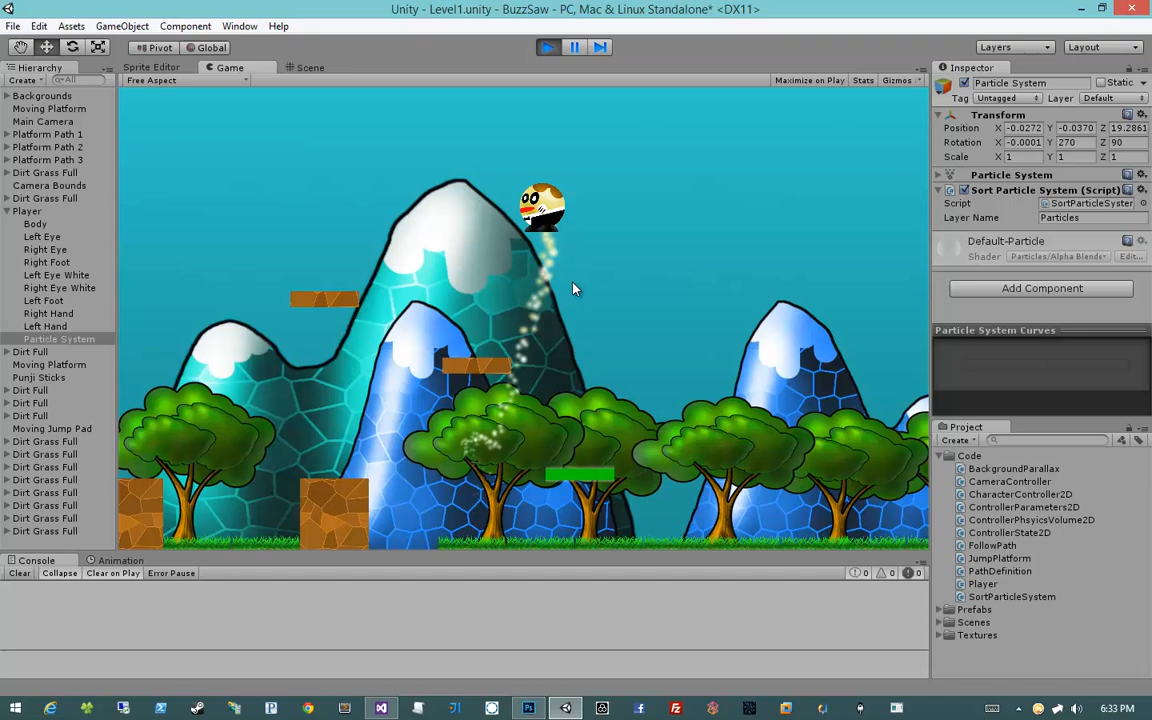 Unity - Level1.unity - BuzzSaw - PC, Mac & Linux Standalone* <DX11>
File Edit Assets GameObject Component Window Help
Pivot Global Layers Layout
Hierarchy Sprite Editor Game Scene Inspector
Create All Free Aspect Maximize on Play Stats Gizmos
Particle System Static
Tag Untagged Layer Default
Transform
Position X -0.0272 Y -0.0370 Z 19.2861
Rotation X -0.0001 Y 270 Z 90
Scale X 1 Y 1 Z 1
Particle System
Sort Particle System (Script)
Script SortParticleSyster
Layer Name Particles
Default-Particle
Shader Particles/Alpha Blende Edit...
Add Component
Particle System Curves
Backgrounds
Moving Platform
Main Camera
Platform Path 1
Platform Path 2
Platform Path 3
Dirt Grass Full
Camera Bounds
Dirt Grass Full
Player
Body
Left Eye
Right Eye
Right Foot
Left Eye White
Right Eye White
Left Foot
Right Hand
Left Hand
Particle System
Dirt Full
Moving Platform
Punji Sticks
Dirt Full
Dirt Full
Dirt Full
Moving Jump Pad
Dirt Grass Full
Dirt Grass Full
Dirt Grass Full
Dirt Grass Full
Dirt Grass Full
Dirt Grass Full
Dirt Grass Full
Dirt Grass Full
Project
Create
Code
BackgroundParallax
CameraController
CharacterController2D
ControllerParameters2D
ControllerPhsyicsVolume2D
ControllerState2D
FollowPath
JumpPlatform
PathDefinition
Player
SortParticleSystem
Prefabs
Scenes
Textures
Console Animation
Clear Collapse Clear on Play Error Pause 0 0 0
6:33 PM